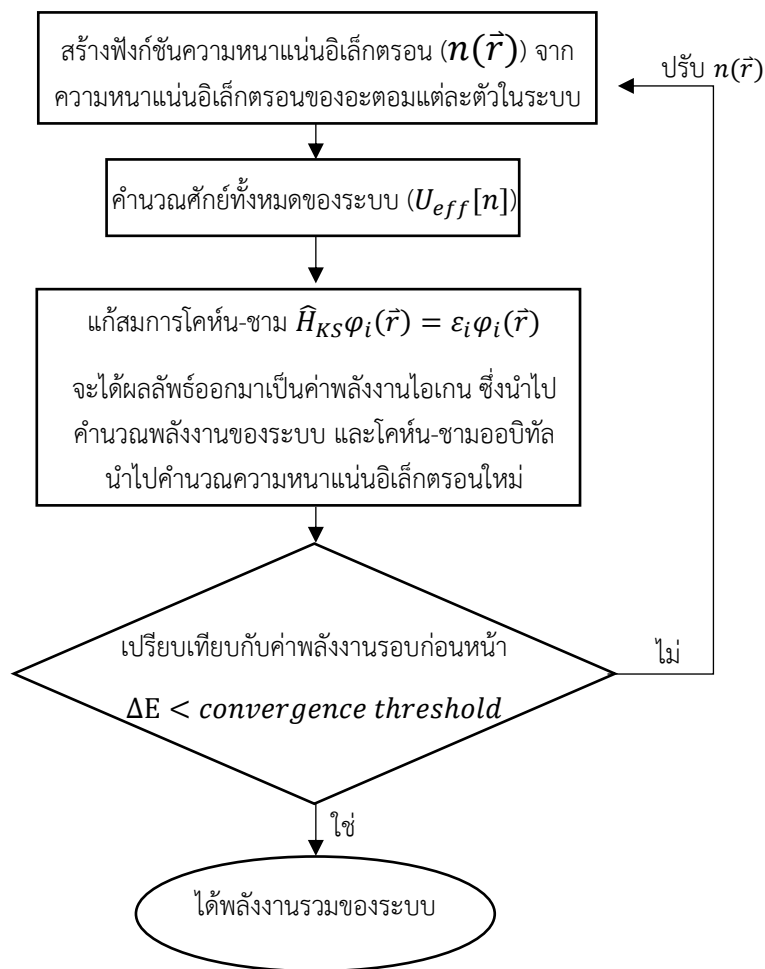 สร้างฟังก์ชันความหนาแน่นอิเล็กตรอน (n(r⃗)) จาก
ความหนาแน่นอิเล็กตรอนของอะตอมแต่ละตัวในระบบ
ปรับ n(r⃗)
คำนวณศักย์ทั้งหมดของระบบ (U_{eff}[n])
แก้สมการโคห์น-ชาม Ĥ_{KS}φ_i(r⃗) = ε_iφ_i(r⃗)
จะได้ผลลัพธ์ออกมาเป็นค่าพลังงานไอเกน ซึ่งนำไป
คำนวณพลังงานของระบบ และโคห์น-ชามออบิทัล
นำไปคำนวณความหนาแน่นอิเล็กตรอนใหม่
เปรียบเทียบกับค่าพลังงานรอบก่อนหน้า
ไม่
ΔE < convergence threshold
ใช่
ได้พลังงานรวมของระบบ